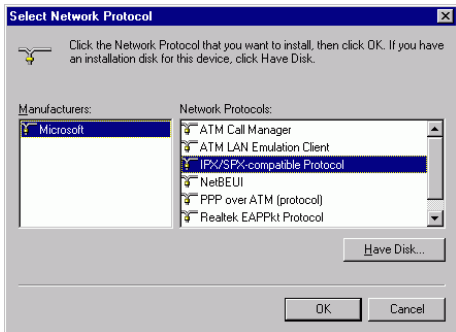 Select Network Protocol
Click the Network Protocol that you want to install, then click OK. If you have
an installation disk for this device, click Have Disk.
Manufacturers:
Microsoft
Network Protocols:
ATM Call Manager
ATM LAN Emulation Client
IPX/SPX-compatible Protocol
NetBEUI
PPP over ATM (protocol)
Realtek EAPPkt Protocol
Have Disk...
OK
Cancel